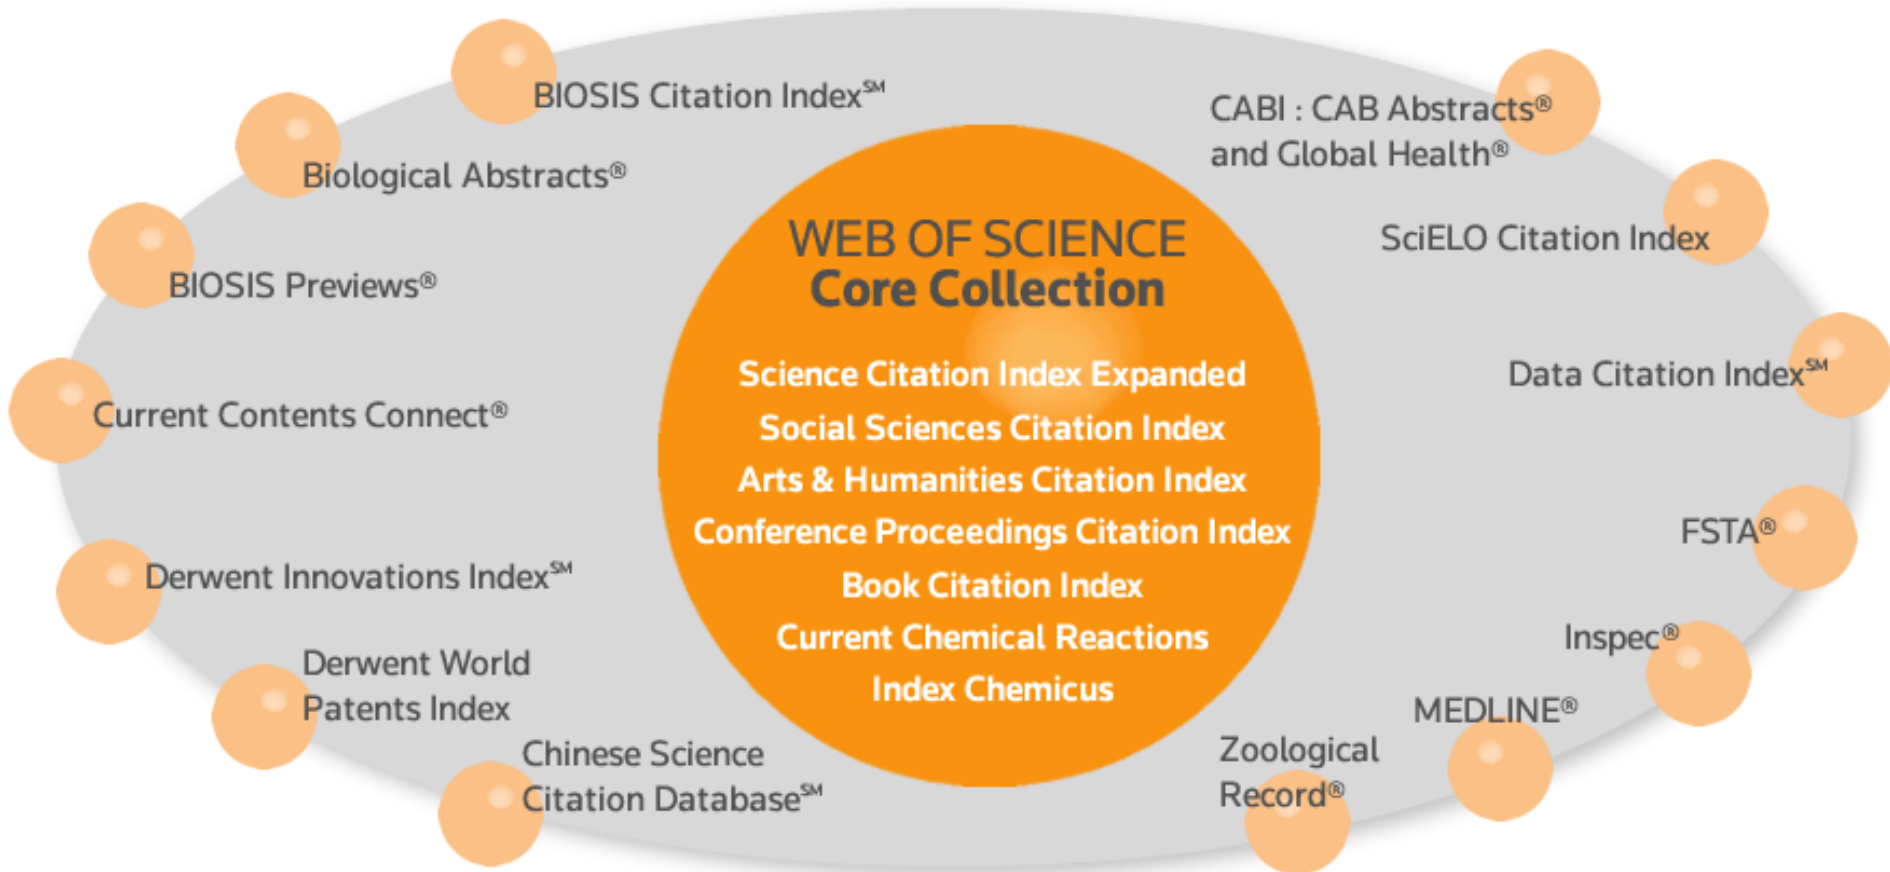 BIOSIS Citation Index℠
Biological Abstracts®
BIOSIS Previews®
Current Contents Connect®
Derwent Innovations Index℠
Derwent World
Patents Index
Chinese Science
Citation Database℠
WEB OF SCIENCE
Core Collection
Science Citation Index Expanded
Social Sciences Citation Index
Arts & Humanities Citation Index
Conference Proceedings Citation Index
Book Citation Index
Current Chemical Reactions
Index Chemicus
CABI : CAB Abstracts®
and Global Health®
SciELO Citation Index
Data Citation Index℠
FSTA®
Inspec®
MEDLINE®
Zoological
Record®